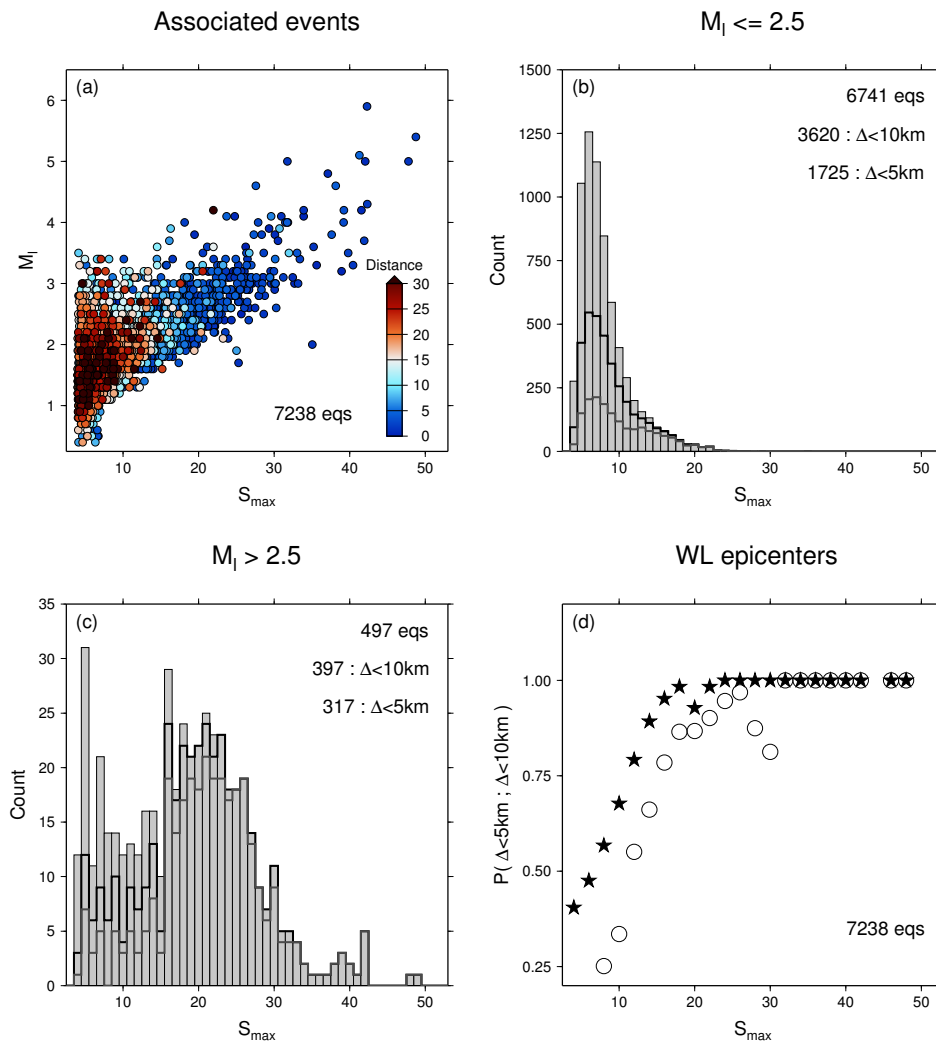 Associated events
M_l <= 2.5
(a)
6
5
4
3
2
1
M_l
Distance
30
25
20
15
10
5
0
7238 eqs
10 20 30 40 50
S_max
(b)
6741 eqs
3620 : Δ<10km
1725 : Δ<5km
1500
1250
1000
750
500
250
0
Count
10 20 30 40 50
S_max
M_l > 2.5
WL epicenters
(c)
497 eqs
397 : Δ<10km
317 : Δ<5km
35
30
25
20
15
10
5
0
Count
10 20 30 40 50
S_max
(d)
1.00
0.75
0.50
0.25
P( Δ<5km ; Δ<10km )
7238 eqs
10 20 30 40 50
S_max